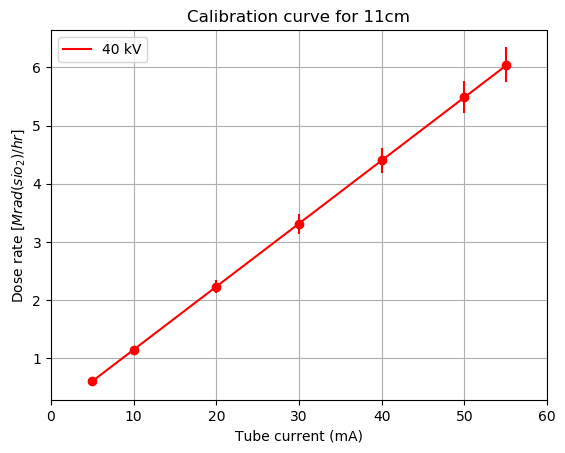 Calibration curve for 11cm
40 kV
Dose rate [Mrad(sio₂)/hr]
6
5
4
3
2
1
0 10 20 30 40 50 60
Tube current (mA)